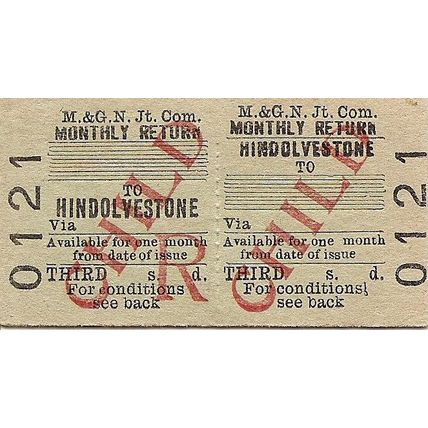 0121
M.&G.N. Jt. Com.
MONTHLY RETURN
TO
HINDOLVESTONE
Via
Available for one month
from date of issue
THIRD s. d.
For conditions
see back
CHILD
R
M.&G.N. Jt. Com.
MONTHLY RETURN
HINDOLVESTONE
TO
Via
Available for one month
from date of issue
THIRD s. d.
For conditions
see back
CHILD
0121